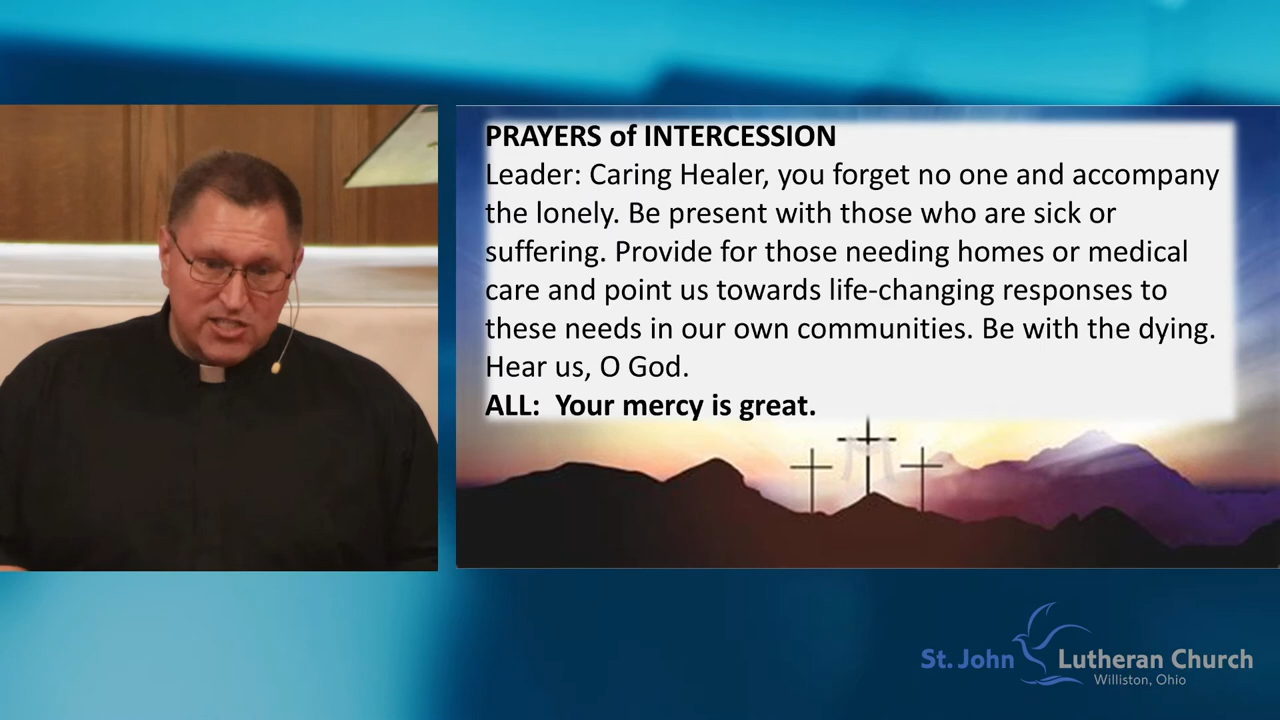 PRAYERS of INTERCESSION
Leader: Caring Healer, you forget no one and accompany
the lonely. Be present with those who are sick or
suffering. Provide for those needing homes or medical
care and point us towards life-changing responses to
these needs in our own communities. Be with the dying.
Hear us, O God.
ALL:  Your mercy is great.
St. John Lutheran Church
Williston, Ohio